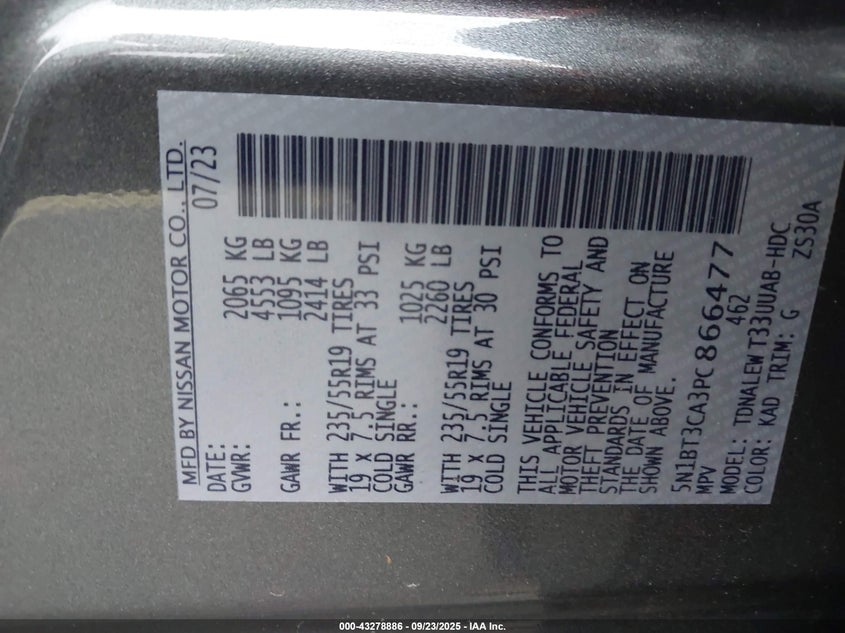 MFD BY NISSAN MOTOR CO., LTD.
DATE: 07/23
GVWR: 2065 KG
4553 LB
GAWR FR.: 1095 KG
2414 LB
WITH 235/55R19 TIRES
19 X 7.5 RIMS AT 33 PSI
COLD SINGLE
GAWR RR.: 1025 KG
2260 LB
WITH 235/55R19 TIRES
19 X 7.5 RIMS AT 30 PSI
COLD SINGLE
THIS VEHICLE CONFORMS TO
ALL APPLICABLE FEDERAL
MOTOR VEHICLE SAFETY AND
THEFT PREVENTION
STANDARDS IN EFFECT ON
THE DATE OF MANUFACTURE
SHOWN ABOVE.
5N1BT3CA3PC866477
MPV 462
MODEL: TDNALEWT33UUAB-HDC
COLOR: KAD TRIM: G ZS30A
000-43278886 - 09/23/2025 - IAA Inc.